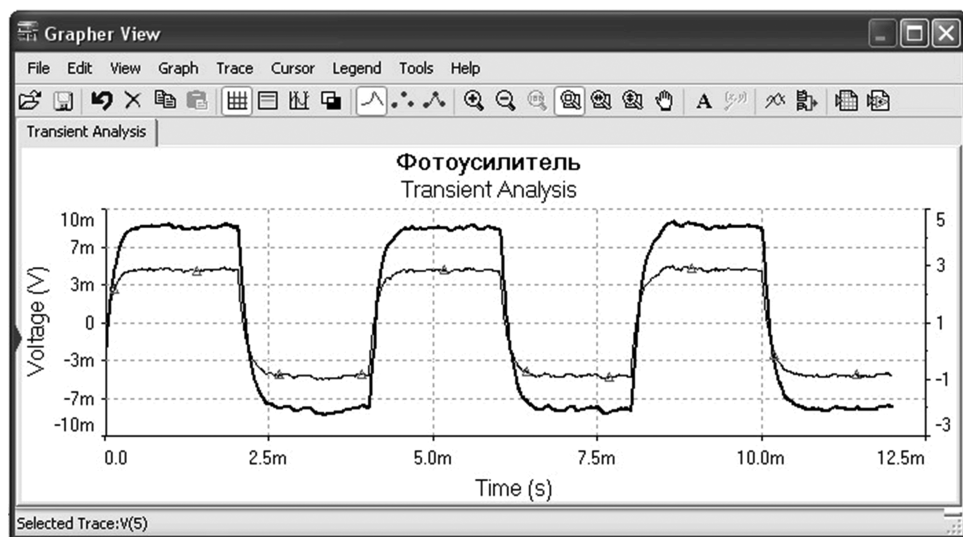 Grapher View
File Edit View Graph Trace Cursor Legend Tools Help
Transient Analysis
Фотоусилитель
Transient Analysis
Voltage (V)
10m
7m
3m
0
-3m
-7m
-10m
5
3
1
-1
-3
0.0 2.5m 5.0m 7.5m 10.0m 12.5m
Time (s)
Selected Trace:V(5)